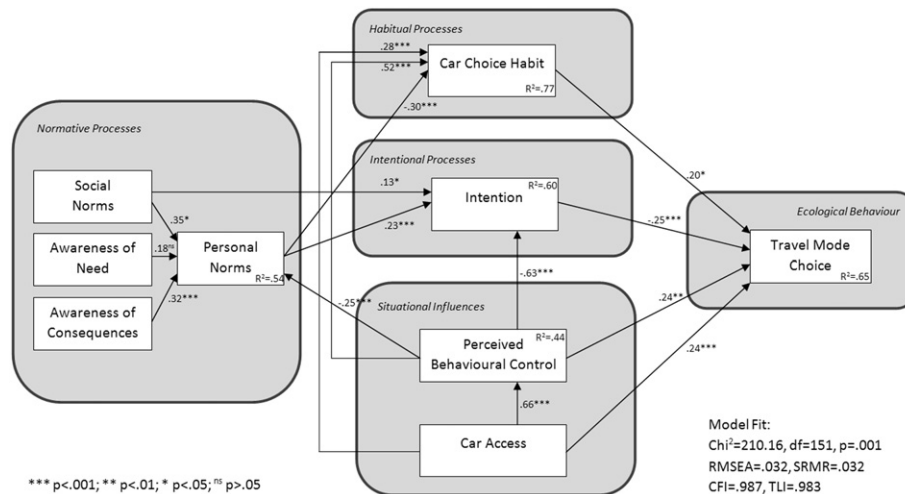 Habitual Processes
.28***
.52***
Car Choice Habit
R²=.77
-.30***
Normative Processes
Social
Norms
.35*
Awareness of
Need
.18ns
Personal
Norms
R²=.54
Awareness of
Consequences
.32***
Intentional Processes
.13*
.23***
Intention
R²=.60
.20*
-.25***
Ecological Behaviour
Travel Mode
Choice
R²=.65
-.63***
-.25***
Situational Influences
Perceived
Behavioural Control
R²=.44
.24**
.24***
.66***
Car Access
Model Fit:
Chi²=210.16, df=151, p=.001
RMSEA=.032, SRMR=.032
CFI=.987, TLI=.983
*** p<.001; ** p<.01; * p<.05; ns p>.05